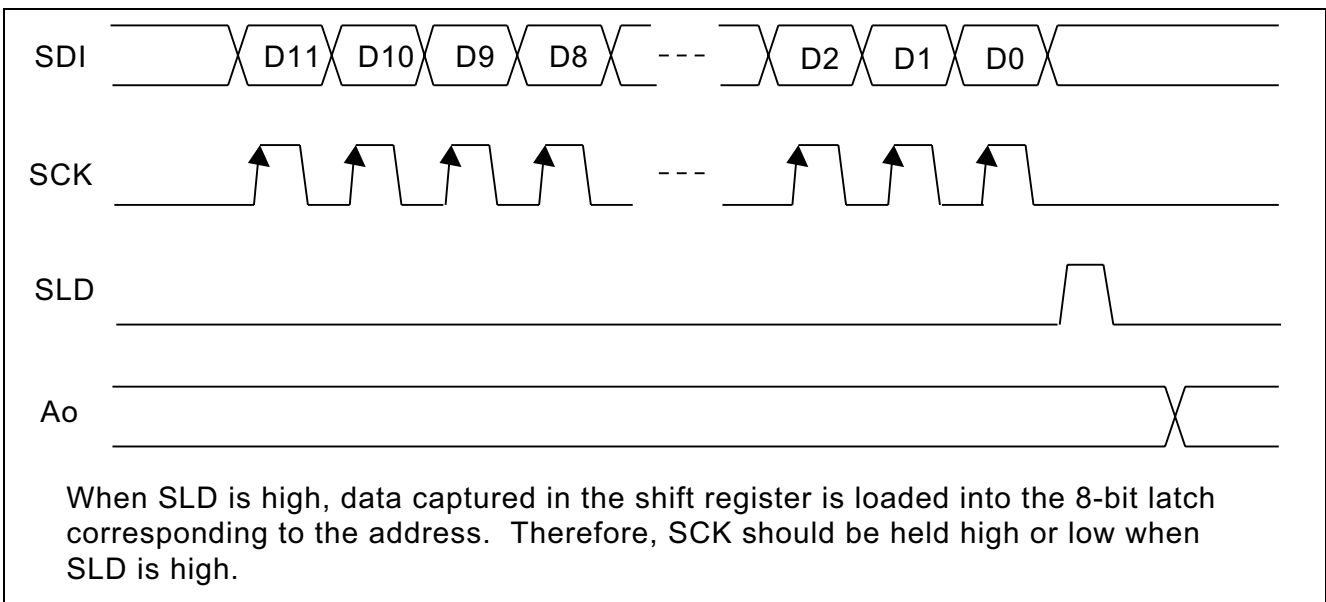 SDI D11 D10 D9 D8 --- D2 D1 D0
SCK ---
SLD
Ao
When SLD is high, data captured in the shift register is loaded into the 8-bit latch
corresponding to the address.  Therefore, SCK should be held high or low when
SLD is high.